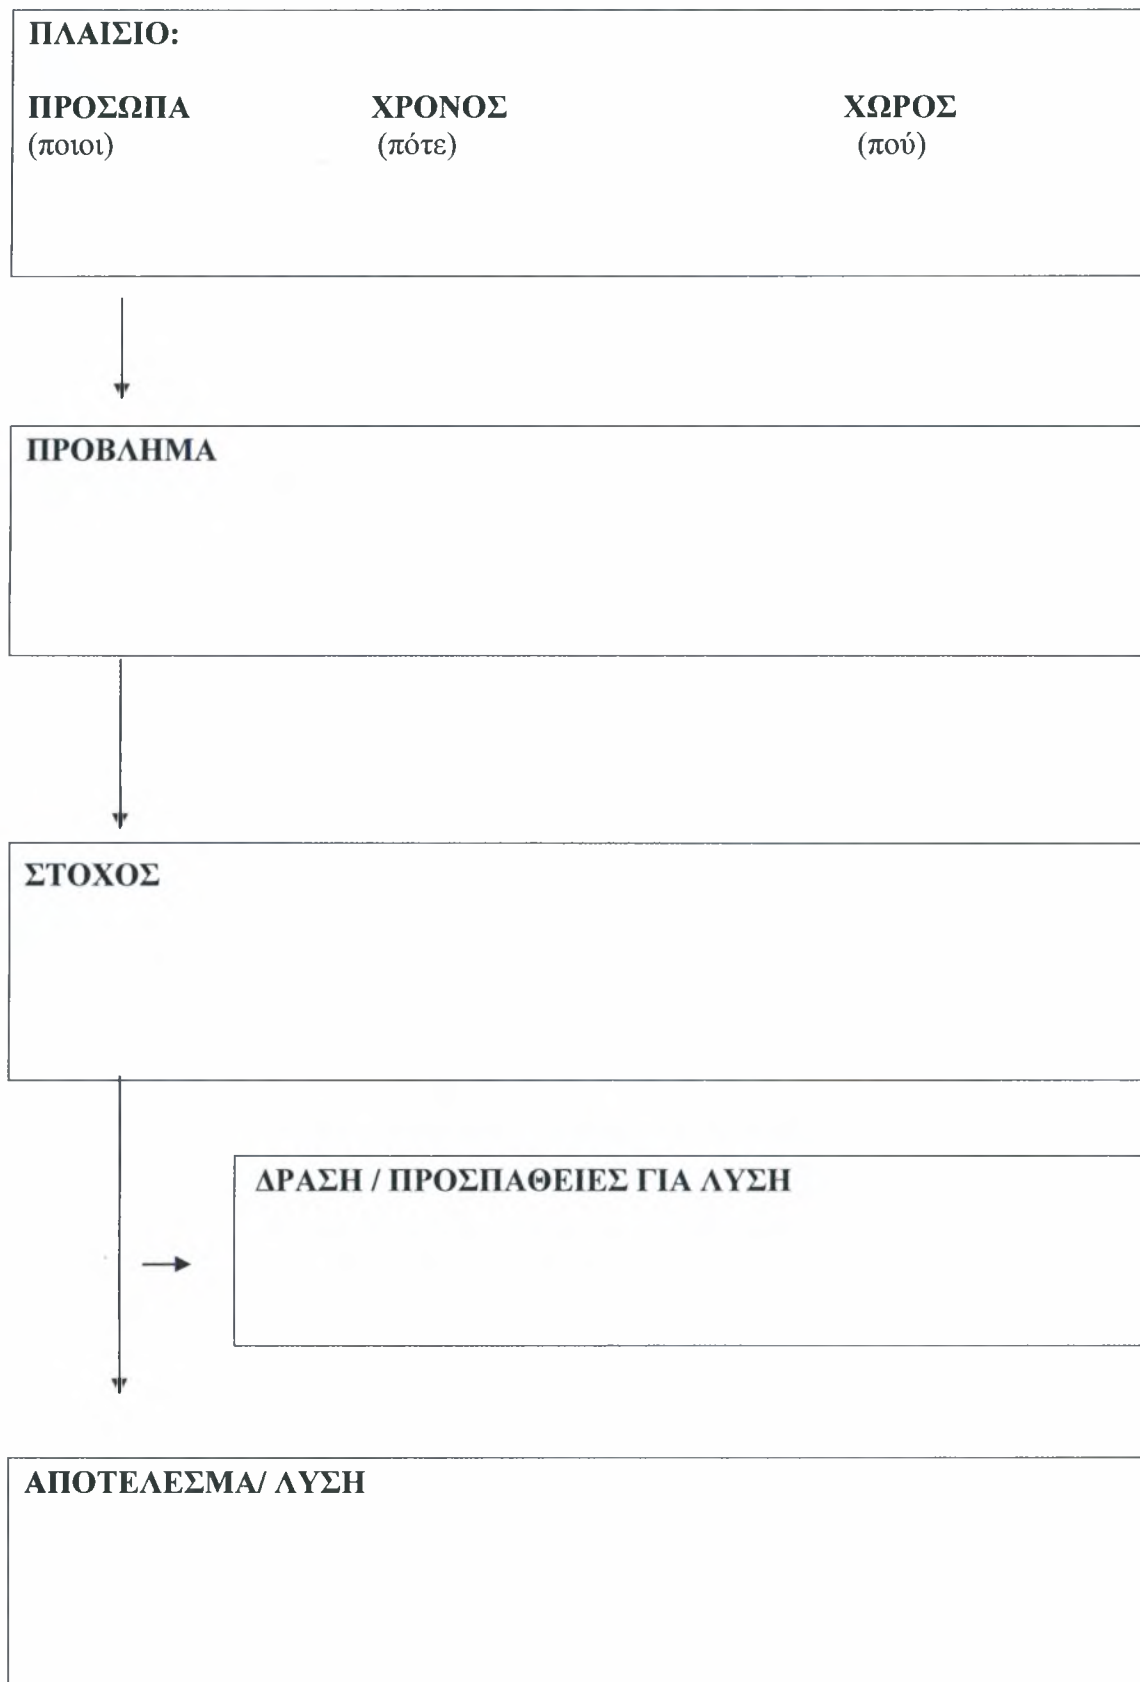 ΠΛΑΙΣΙΟ:
ΠΡΟΣΩΠΑ ΧΡΟΝΟΣ ΧΩΡΟΣ
(ποιοι) (πότε) (πού)
ΠΡΟΒΛΗΜΑ
ΣΤΟΧΟΣ
ΔΡΑΣΗ / ΠΡΟΣΠΑΘΕΙΕΣ ΓΙΑ ΛΥΣΗ
ΑΠΟΤΕΛΕΣΜΑ/ ΛΥΣΗ